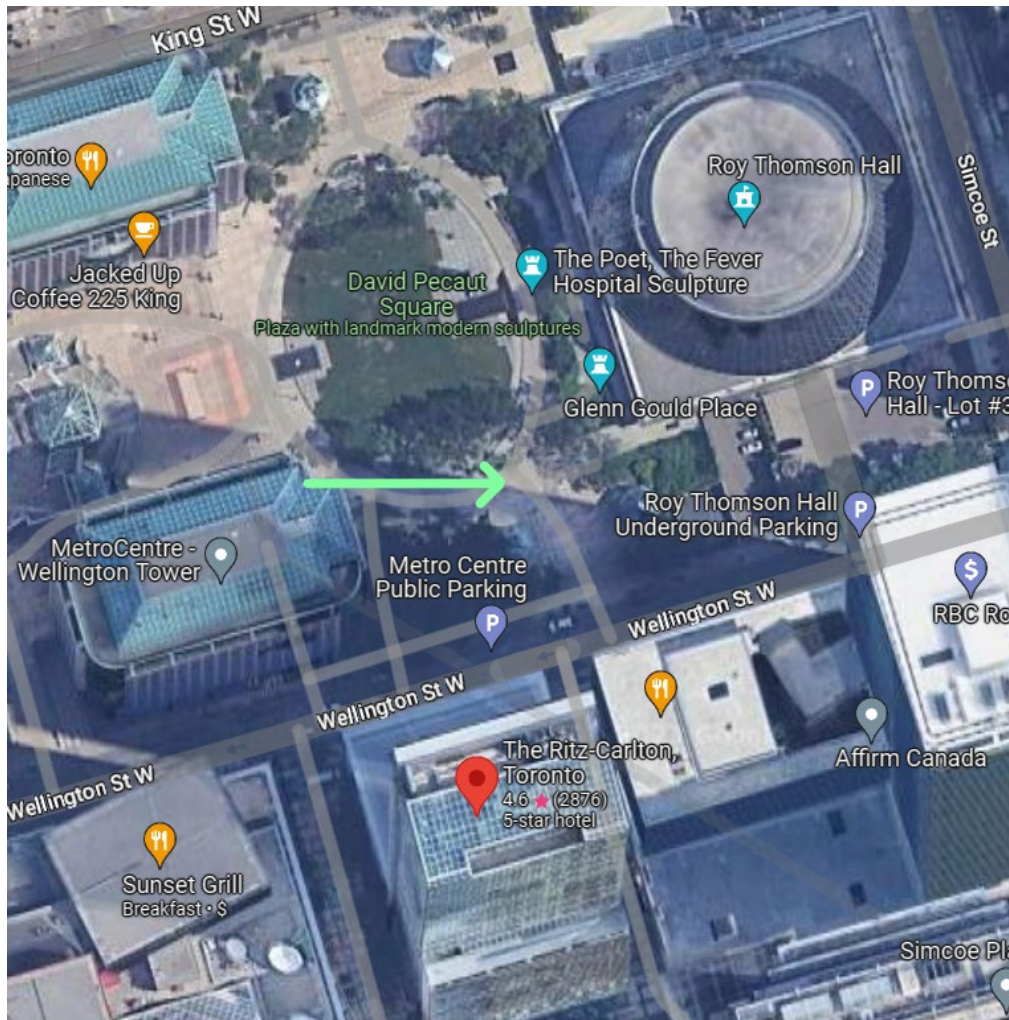 King St W
oronto
apanese
Roy Thomson Hall
Simcoe St
Jacked Up
Coffee 225 King
The Poet, The Fever
Hospital Sculpture
David Pecaut
Square
Plaza with landmark modern sculptures
Glenn Gould Place
P
Roy Thomso
Hall - Lot #3
Roy Thomson Hall
Underground Parking
P
MetroCentre -
Wellington Tower
Metro Centre
Public Parking
P
$
RBC Ro
Wellington St W
Wellington St W
The Ritz-Carlton,
Toronto
4.6 ★ (2876)
5-star hotel
Affirm Canada
Wellington St W
Sunset Grill
Breakfast • $
Simcoe Pla